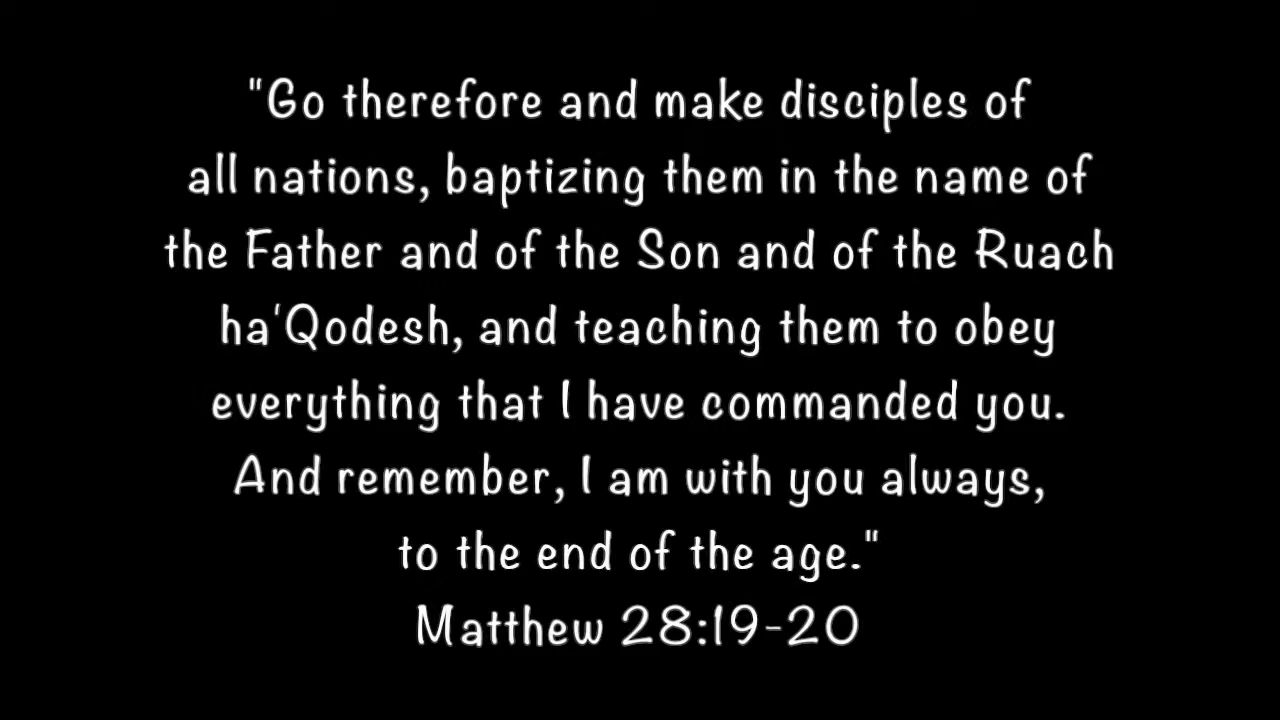 "Go therefore and make disciples of
all nations, baptizing them in the name of
the Father and of the Son and of the Ruach
ha'Qodesh, and teaching them to obey
everything that I have commanded you.
And remember, I am with you always,
to the end of the age."
Matthew 28:19-20